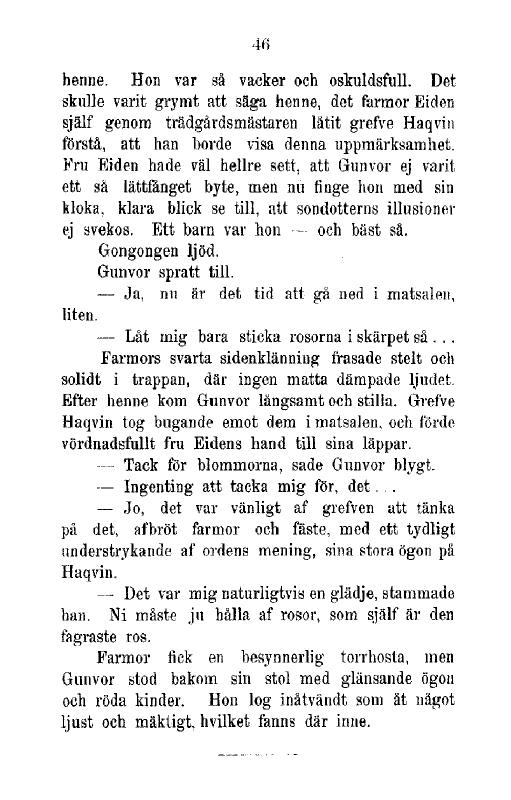 46
henne. Hon var så vacker och oskuldsfull. Det
skulle varit grymt att säga henne, det farmor Eiden
själf genom trädgårdsmästaren låtit grefve Haqvin
förstå, att han borde visa denna uppmärksamhet.
Fru Eiden hade väl hellre sett, att Gunvor ej varit
ett så lättfånget byte, men nu finge hon med sin
kloka, klara blick se till, att sondotterns illusioner
ej svekos. Ett barn var hon — och bäst så.
Gongongen ljöd.
Gunvor spratt till.
— Ja, nu är det tid att gå ned i matsalen,
liten.
— Låt mig bara sticka rosorna i skärpet så...
Farmors svarta sidenklänning frasade stelt och
solidt i trappan, där ingen matta dämpade ljudet.
Efter henne kom Gunvor långsamt och stilla. Grefve
Haqvin tog bugande emot dem i matsalen, och förde
vördnadsfullt fru Eidens hand till sina läppar.
— Tack för blommorna, sade Gunvor blygt.
— Ingenting att tacka mig för, det...
— Jo, det var vänligt af grefven att tänka
på det, afbröt farmor och fäste, med ett tydligt
understrykande af ordens mening, sina stora ögon på
Haqvin.
— Det var mig naturligtvis en glädje, stammade
han. Ni måste ju hålla af rosor, som själf är den
fagraste ros.
Farmor fick en besynnerlig torrhosta, men
Gunvor stod bakom sin stol med glänsande ögon
och röda kinder. Hon log inåtvändt som åt något
ljust och mäktigt, hvilket fanns där inne.